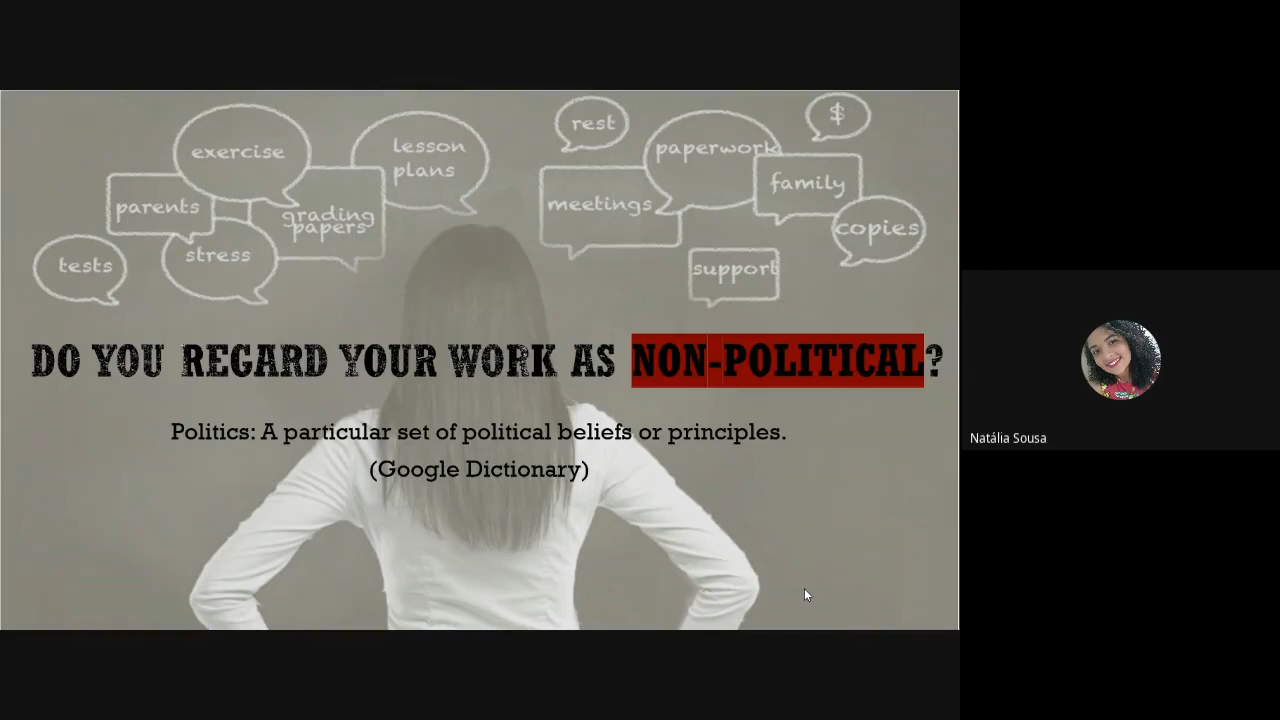 exercise
lesson
plans
rest
paperwork
$
parents
grading
papers
meetings
family
tests
stress
support
copies
DO YOU REGARD YOUR WORK AS NON-POLITICAL?
Politics: A particular set of political beliefs or principles.
(Google Dictionary)
Natália Sousa